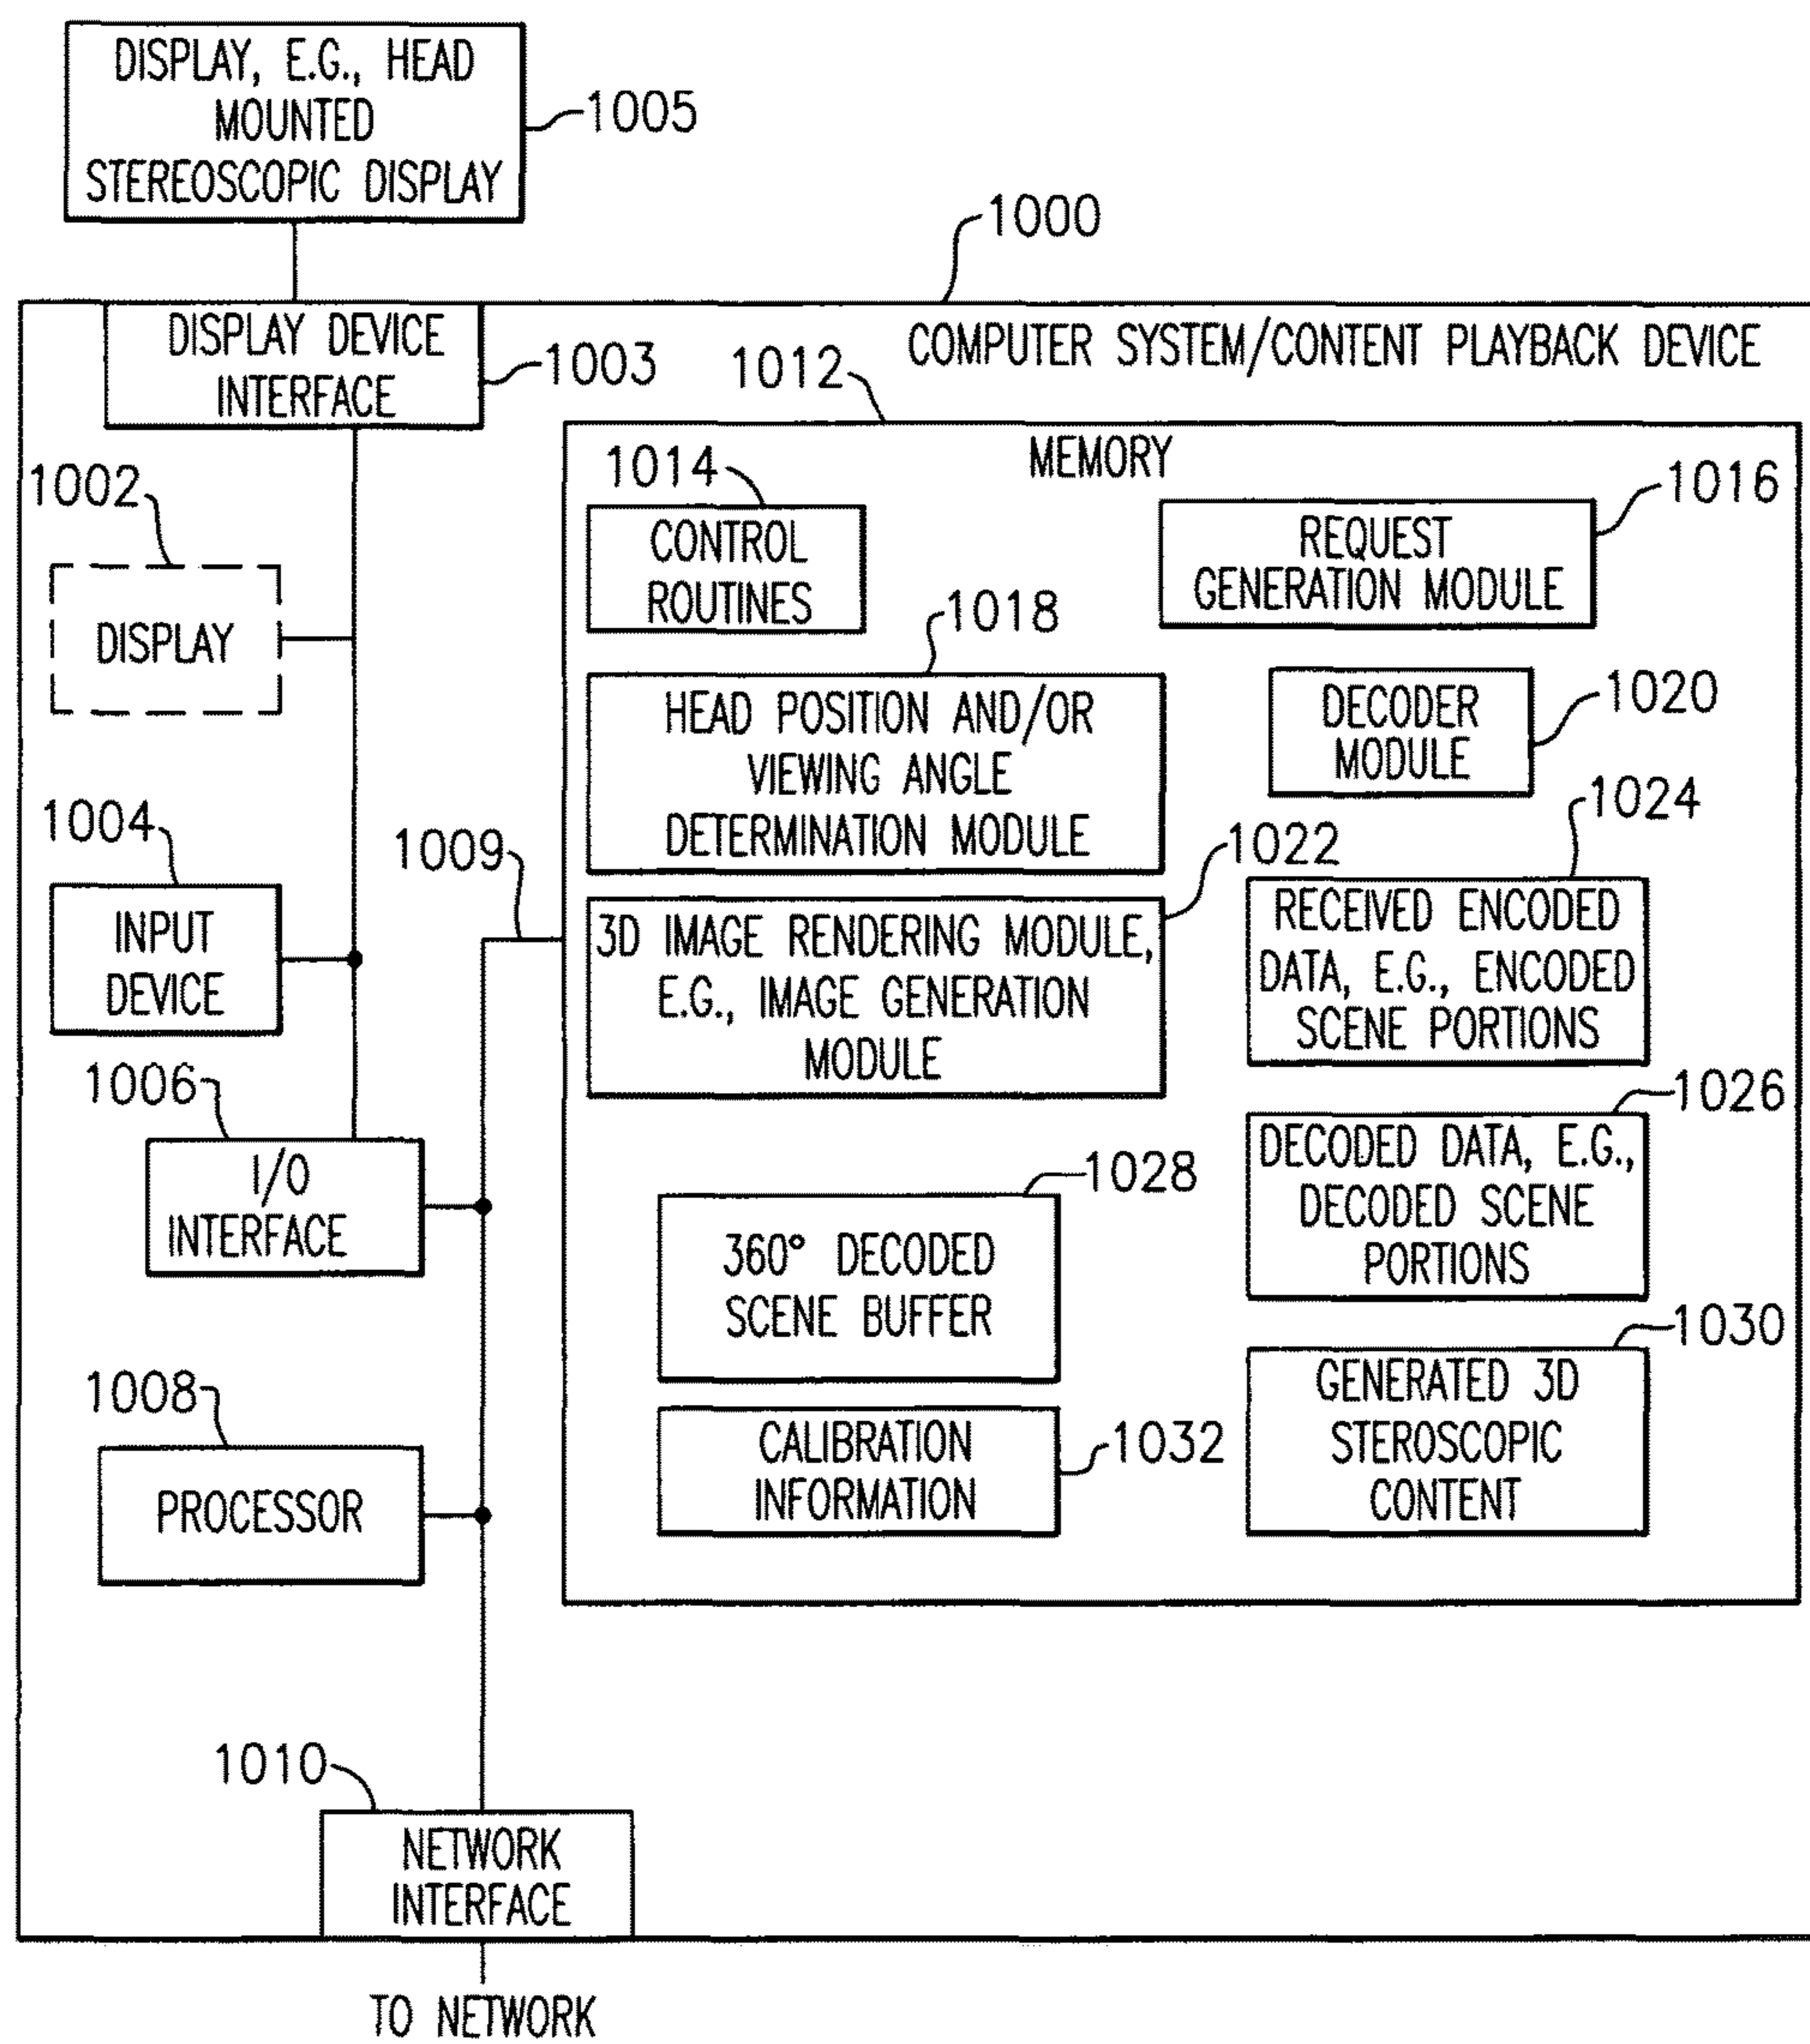 DISPLAY, E.G., HEAD
MOUNTED
STEREOSCOPIC DISPLAY
1005
1000
DISPLAY DEVICE
INTERFACE
1003
COMPUTER SYSTEM/CONTENT PLAYBACK DEVICE
1012
MEMORY
1002
DISPLAY
1014
CONTROL
ROUTINES
1016
REQUEST
GENERATION MODULE
1018
HEAD POSITION AND/OR
VIEWING ANGLE
DETERMINATION MODULE
1020
DECODER
MODULE
1004
INPUT
DEVICE
1009
1022
3D IMAGE RENDERING MODULE,
E.G., IMAGE GENERATION
MODULE
1024
RECEIVED ENCODED
DATA, E.G., ENCODED
SCENE PORTIONS
1006
I/O
INTERFACE
1026
DECODED DATA, E.G.,
DECODED SCENE
PORTIONS
1028
360° DECODED
SCENE BUFFER
1030
GENERATED 3D
STEROSCOPIC
CONTENT
1008
PROCESSOR
1032
CALIBRATION
INFORMATION
1010
NETWORK
INTERFACE
TO NETWORK